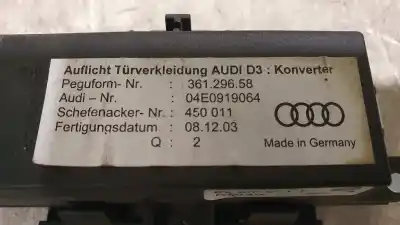 Auflicht Türverkleidung AUDI D3 : Konverter
Peguform- Nr. : 361.296.58
Audi – Nr. : 04E0919064
Schefenacker- Nr.: 450 011
Fertigungsdatum : 08.12.03
Q : 2
Made in Germany